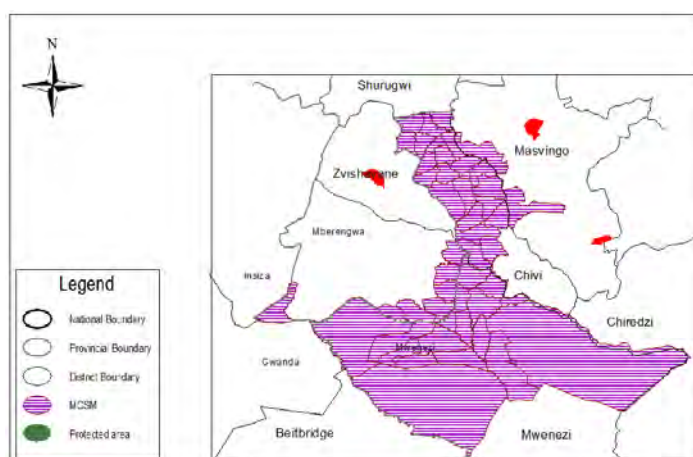 N
Shurugwi
Masvingo
Zvishavane
Mberengwa
Insiza
Chivi
Chiredzi
Gwanda
Beitbridge
Mwenezi
Legend
National Boundary
Provincial Boundary
District Boundary
MCSM
Protected area